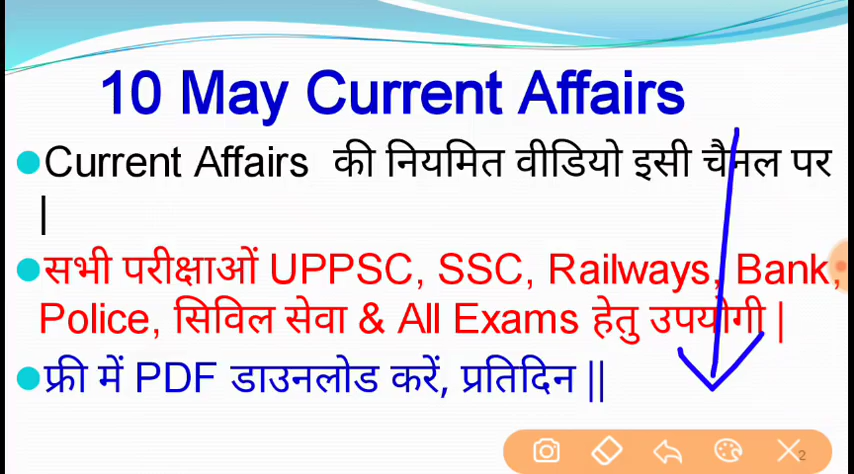 10 May Current Affairs
Current Affairs की नियमित वीडियो इसी चैनल पर
|
सभी परीक्षाओं UPPSC, SSC, Railways, Bank,
Police, सिविल सेवा & All Exams हेतु उपयोगी |
फ्री में PDF डाउनलोड करें, प्रतिदिन ||
2